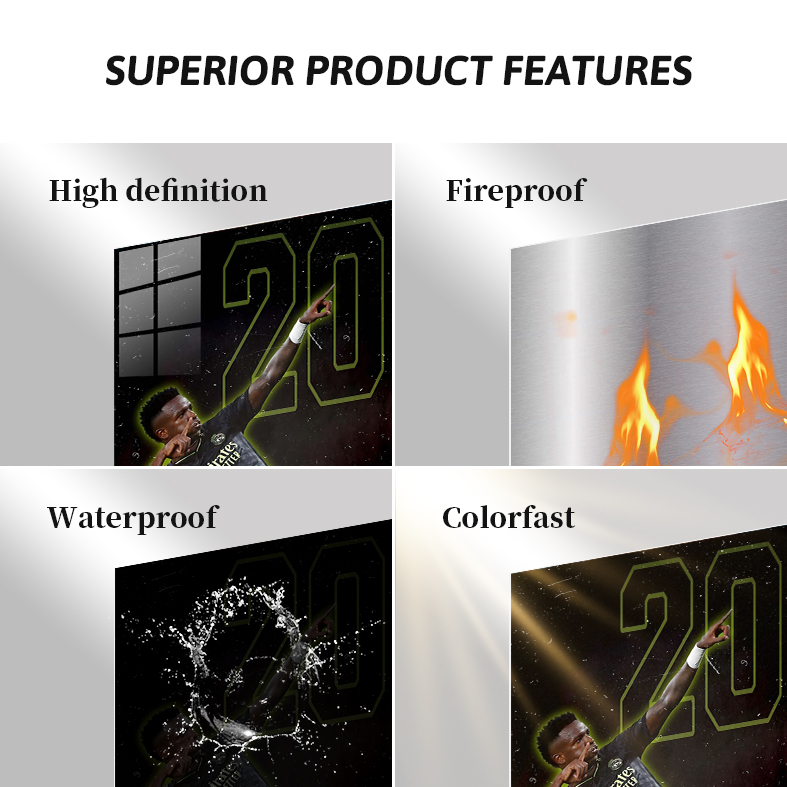 SUPERIOR PRODUCT FEATURES
High definition
Fireproof
20
Waterproof
Colorfast
20
20